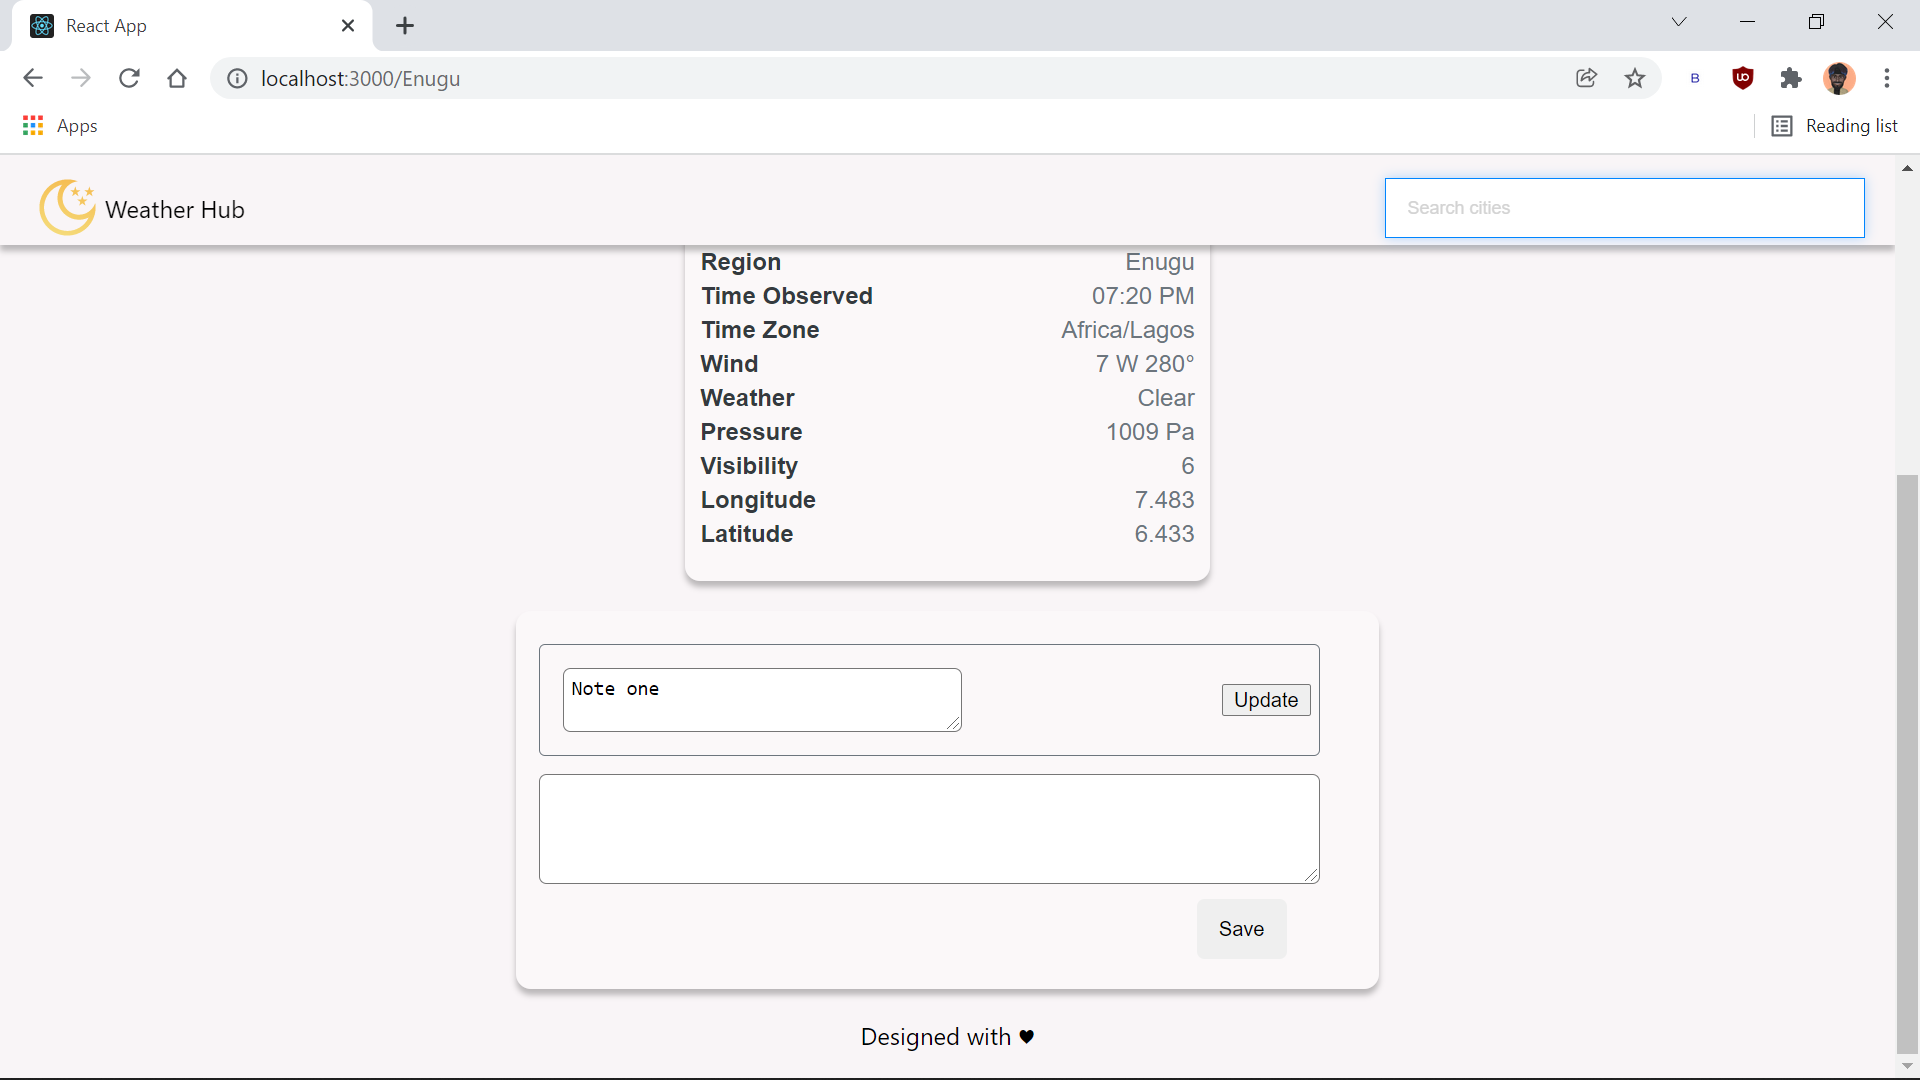 React App
localhost:3000/Enugu
B
UO
Apps
Reading list
Weather Hub
Search cities
Region Enugu
Time Observed 07:20 PM
Time Zone Africa/Lagos
Wind 7 W 280°
Weather Clear
Pressure 1009 Pa
Visibility 6
Longitude 7.483
Latitude 6.433
Note one
Update
Save
Designed with ♥